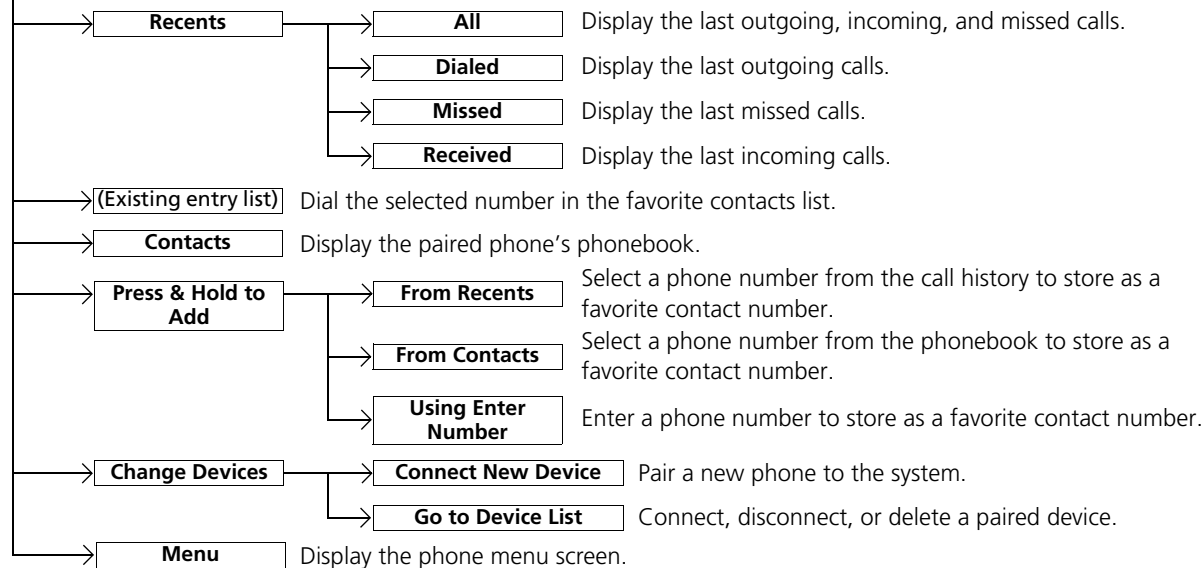 Recents
All
Display the last outgoing, incoming, and missed calls.
Dialed
Display the last outgoing calls.
Missed
Display the last missed calls.
Received
Display the last incoming calls.
(Existing entry list)
Dial the selected number in the favorite contacts list.
Contacts
Display the paired phone’s phonebook.
Press & Hold to
Add
From Recents
Select a phone number from the call history to store as a
favorite contact number.
From Contacts
Select a phone number from the phonebook to store as a
favorite contact number.
Using Enter
Number
Enter a phone number to store as a favorite contact number.
Change Devices
Connect New Device
Pair a new phone to the system.
Go to Device List
Connect, disconnect, or delete a paired device.
Menu
Display the phone menu screen.